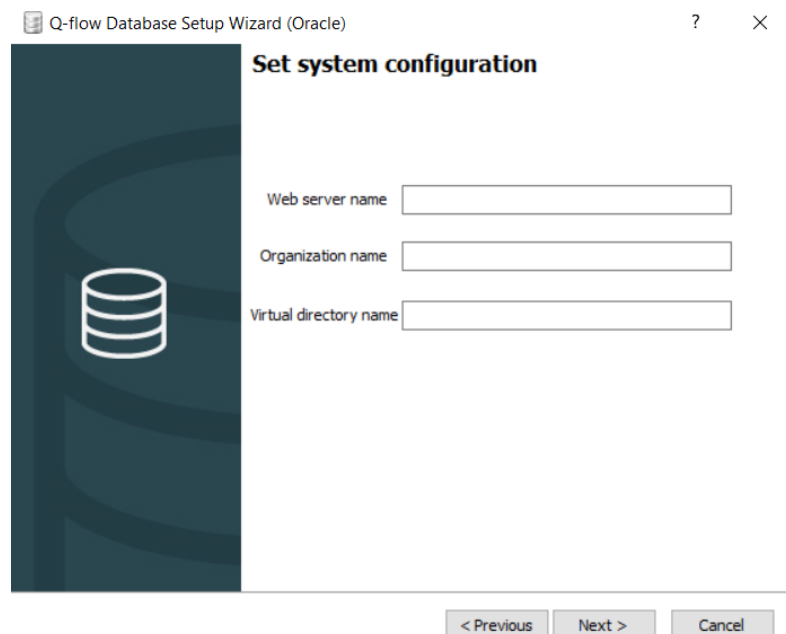 Q-flow Database Setup Wizard (Oracle) ?
Set system configuration
Web server name
Organization name
Virtual directory name
< Previous Next > Cancel